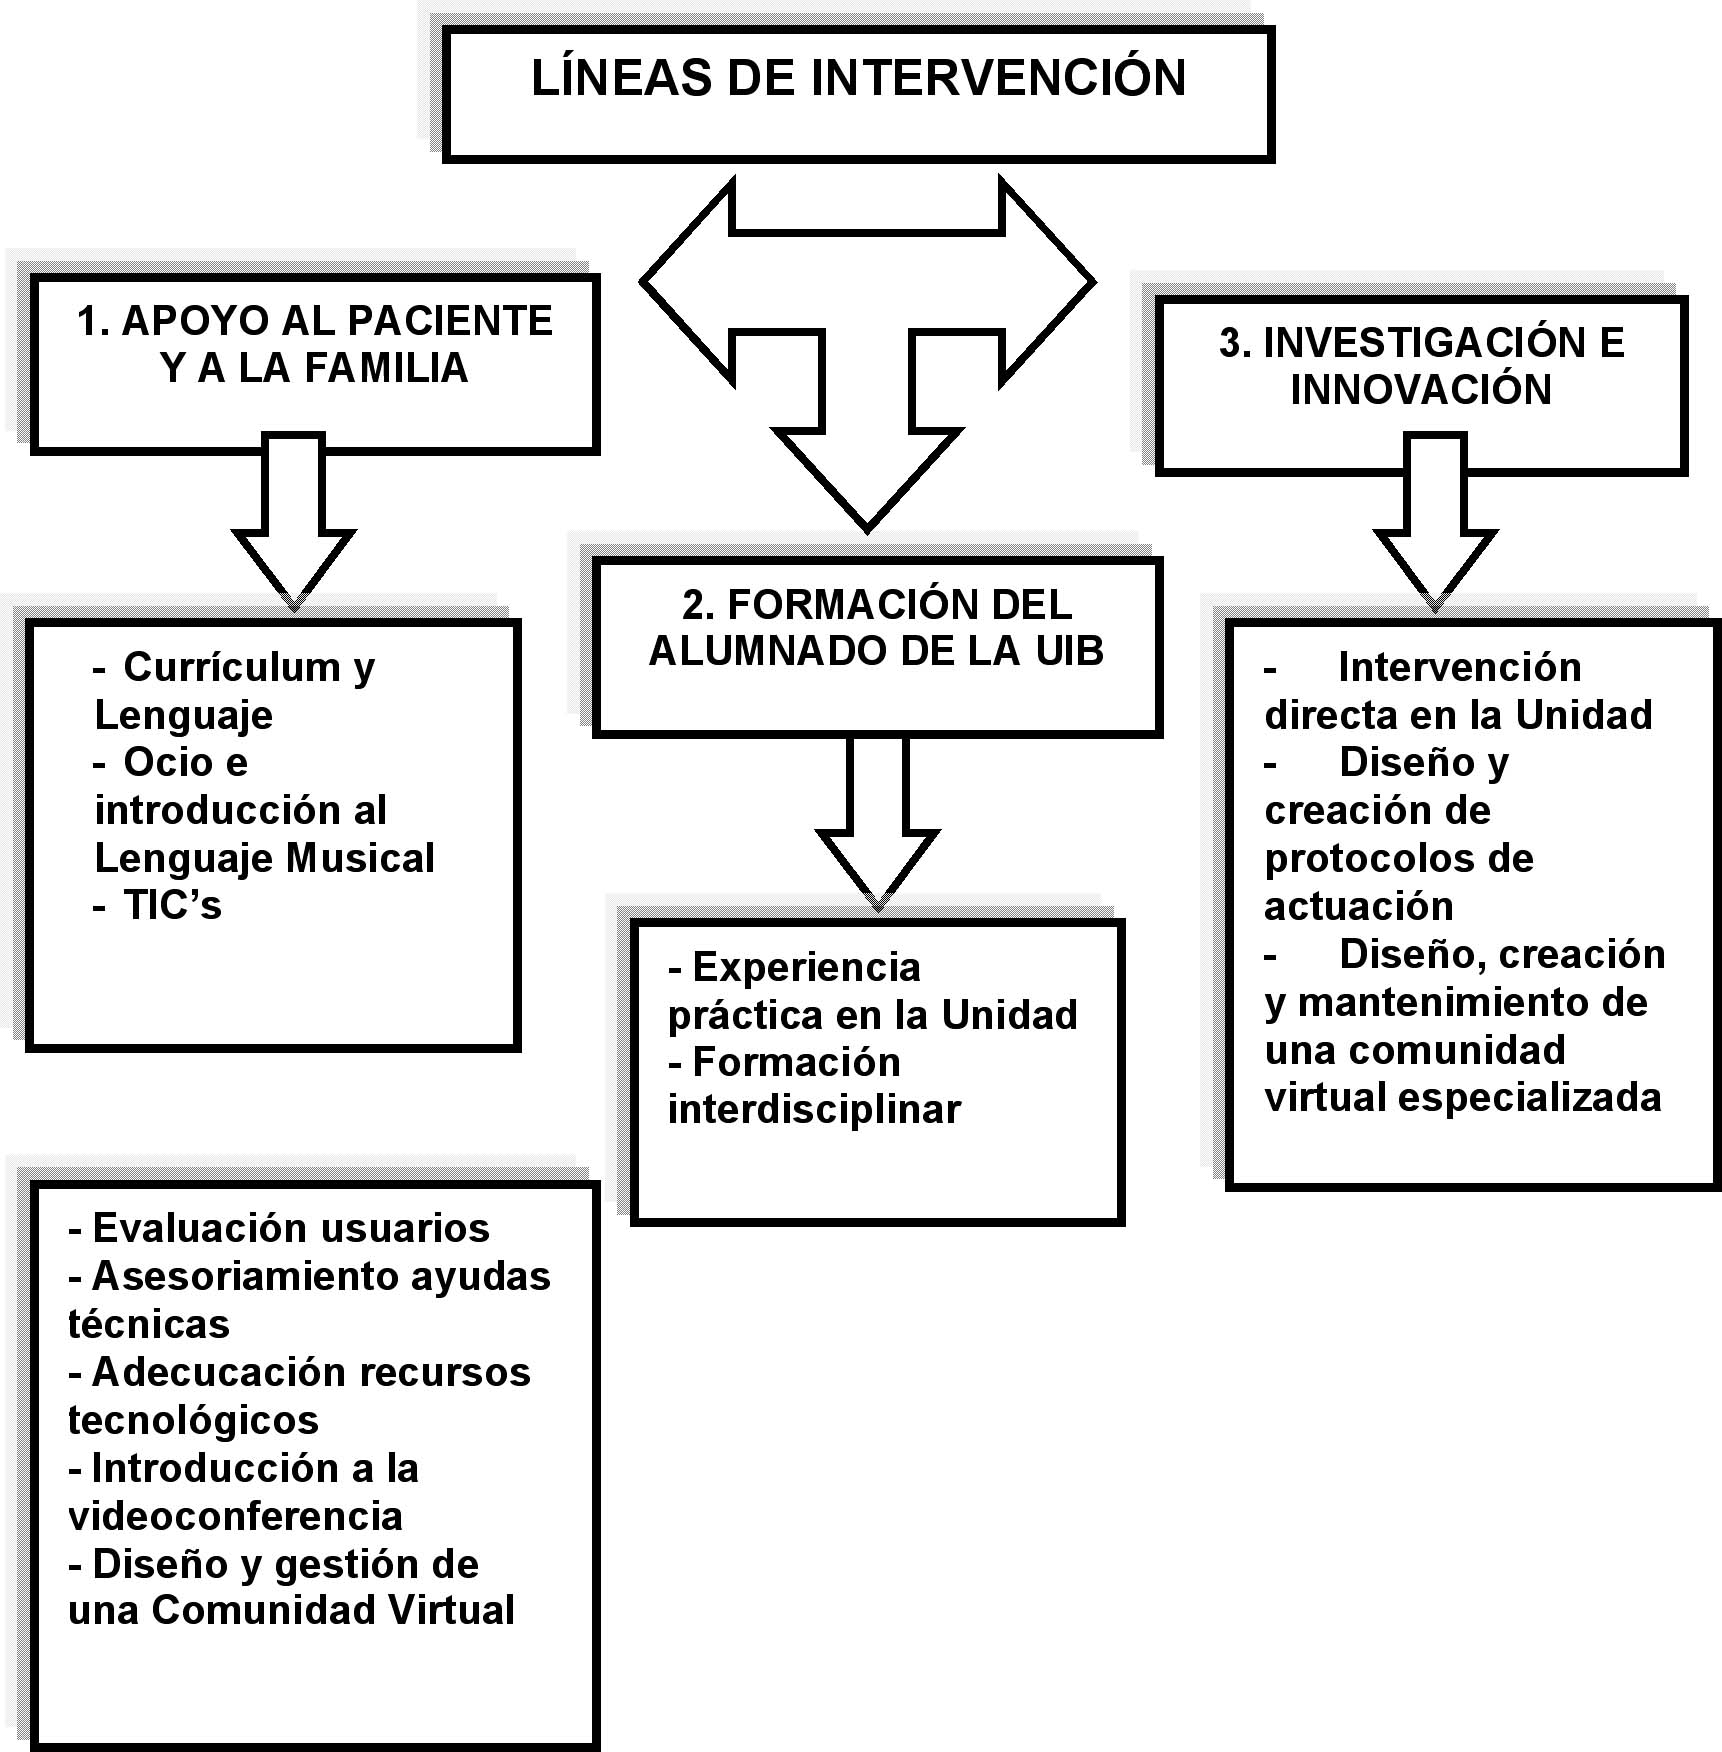 LÍNEAS DE INTERVENCIÓN
1. APOYO AL PACIENTE
Y A LA FAMILIA
- Currículum y
Lenguaje
- Ocio e
introducción al
Lenguaje Musical
- TIC’s
- Evaluación usuarios
- Asesoriamiento ayudas
técnicas
- Adecucación recursos
tecnológicos
- Introducción a la
videoconferencia
- Diseño y gestión de
una Comunidad Virtual
2. FORMACIÓN DEL
ALUMNADO DE LA UIB
- Experiencia
práctica en la Unidad
- Formación
interdisciplinar
3. INVESTIGACIÓN E
INNOVACIÓN
- Intervención
directa en la Unidad
- Diseño y
creación de
protocolos de
actuación
- Diseño, creación
y mantenimiento de
una comunidad
virtual especializada